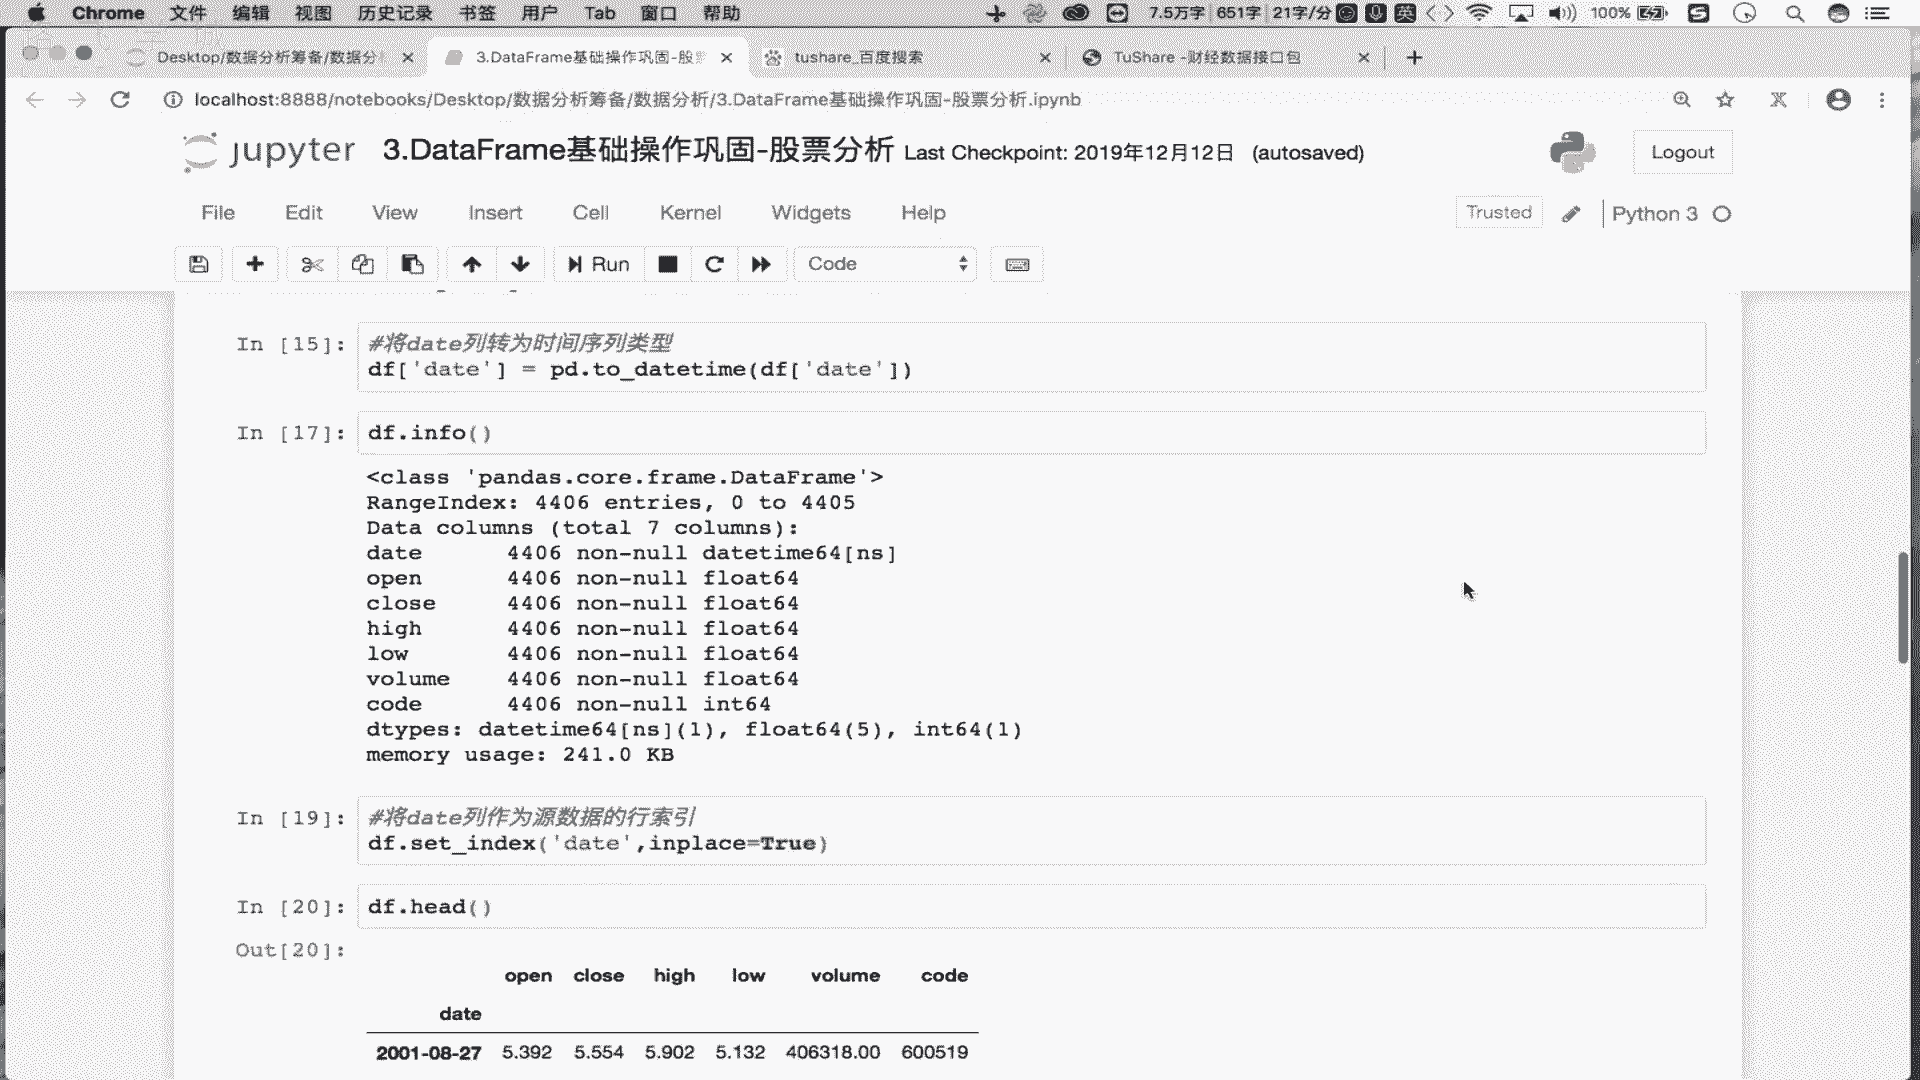 Chrome 文件 编辑 视图 历史记录 书签 用户 Tab 窗口 帮助 7.5万字 651字 21字/分 英 100%
Desktop/数据分析筹备/数据分 3.DataFrame基础操作巩固-股 tushare_百度搜索 TuShare -财经数据接口包
localhost:8888/notebooks/Desktop/数据分析筹备/数据分析/3.DataFrame基础操作巩固-股票分析.ipynb
jupyter 3.DataFrame基础操作巩固-股票分析 Last Checkpoint: 2019年12月12日 (autosaved) Logout
File Edit View Insert Cell Kernel Widgets Help Trusted Python 3
Run Code
In [15]: #将date列转为时间序列类型
df['date'] = pd.to_datetime(df['date'])
In [17]: df.info()
<class 'pandas.core.frame.DataFrame'>
RangeIndex: 4406 entries, 0 to 4405
Data columns (total 7 columns):
date 4406 non-null datetime64[ns]
open 4406 non-null float64
close 4406 non-null float64
high 4406 non-null float64
low 4406 non-null float64
volume 4406 non-null float64
code 4406 non-null int64
dtypes: datetime64[ns](1), float64(5), int64(1)
memory usage: 241.0 KB
In [19]: #将date列作为源数据的行索引
df.set_index('date',inplace=True)
In [20]: df.head()
Out[20]:
open close high low volume code
date
2001-08-27 5.392 5.554 5.902 5.132 406318.00 600519